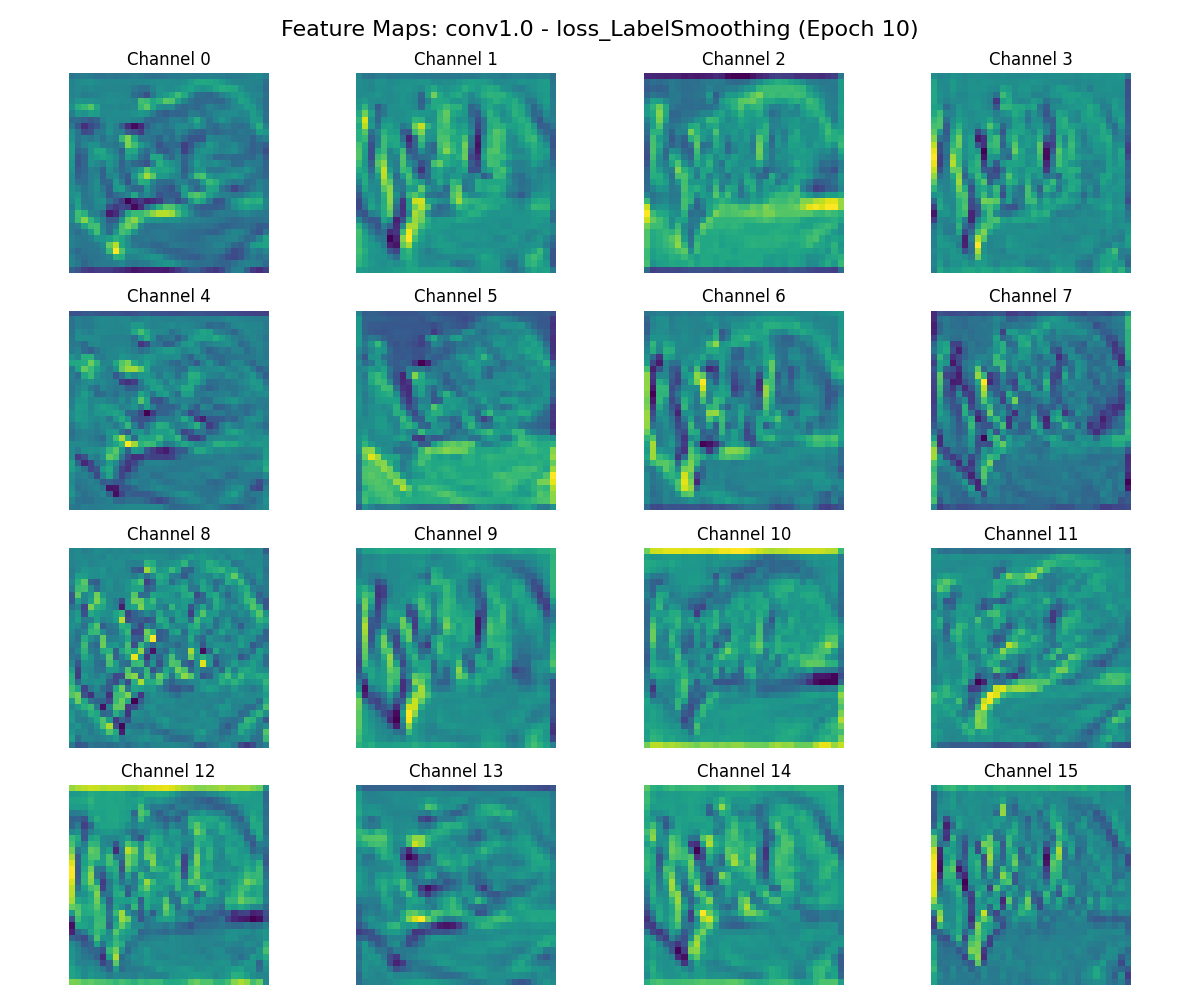 Feature Maps: conv1.0 - loss_LabelSmoothing (Epoch 10)
Channel 0
Channel 1
Channel 2
Channel 3
Channel 4
Channel 5
Channel 6
Channel 7
Channel 8
Channel 9
Channel 10
Channel 11
Channel 12
Channel 13
Channel 14
Channel 15